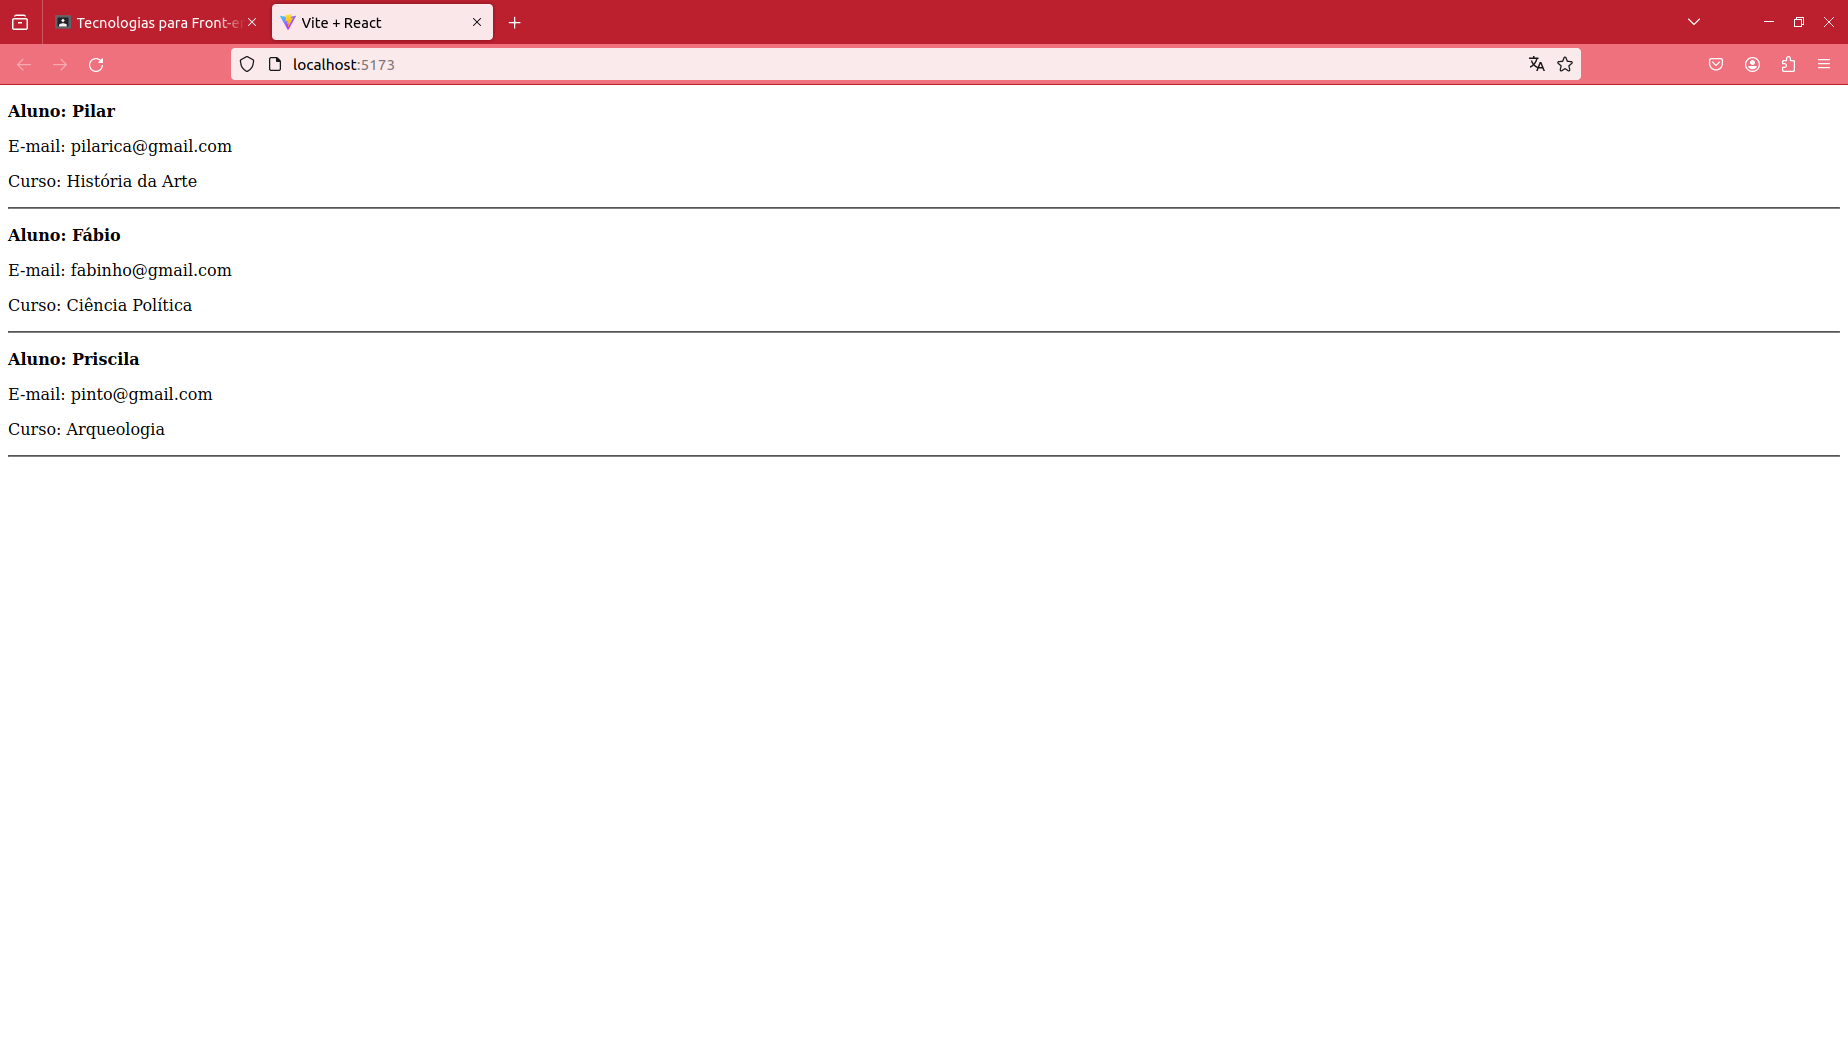 Tecnologias para Front-e
Vite + React
localhost:5173
Aluno: Pilar
E-mail: pilarica@gmail.com
Curso: História da Arte
Aluno: Fábio
E-mail: fabinho@gmail.com
Curso: Ciência Política
Aluno: Priscila
E-mail: pinto@gmail.com
Curso: Arqueologia